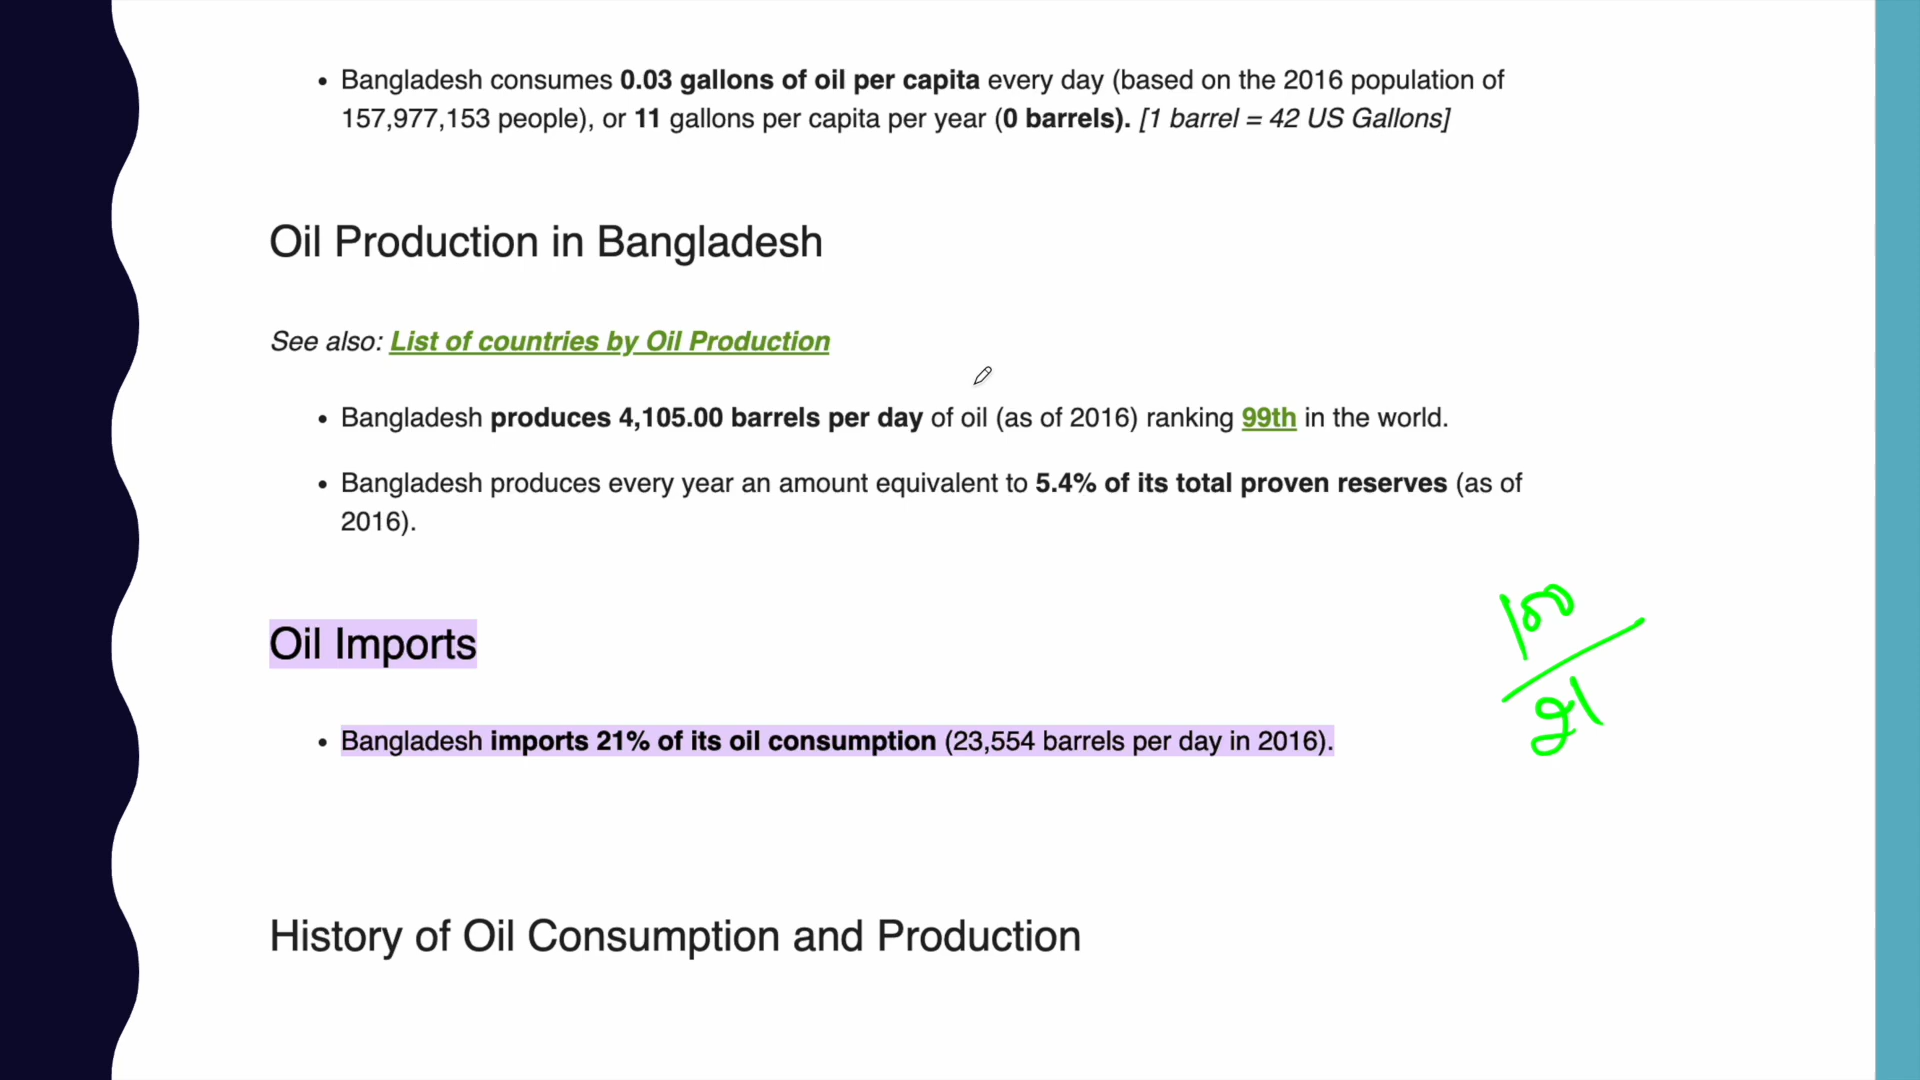 • Bangladesh consumes 0.03 gallons of oil per capita every day (based on the 2016 population of
157,977,153 people), or 11 gallons per capita per year (0 barrels). [1 barrel = 42 US Gallons]
Oil Production in Bangladesh
See also: List of countries by Oil Production
• Bangladesh produces 4,105.00 barrels per day of oil (as of 2016) ranking 99th in the world.
• Bangladesh produces every year an amount equivalent to 5.4% of its total proven reserves (as of
2016).
Oil Imports
• Bangladesh imports 21% of its oil consumption (23,554 barrels per day in 2016).
100
21
History of Oil Consumption and Production